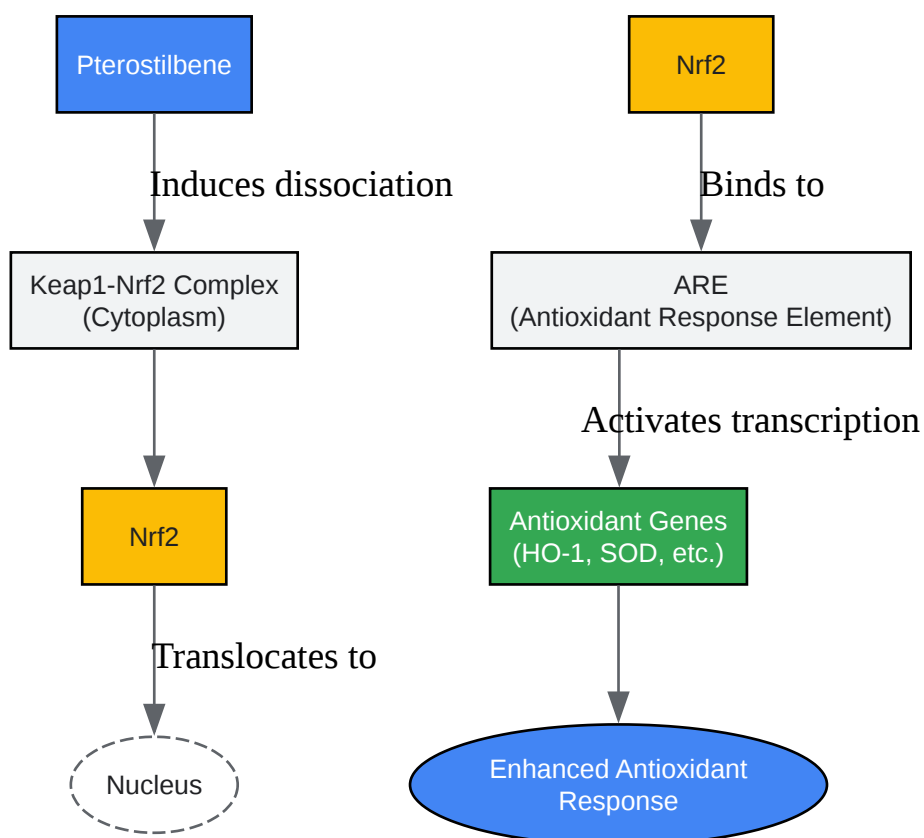 Pterostilbene
Induces dissociation
Keap1-Nrf2 Complex
(Cytoplasm)
Nrf2
Translocates to
Nucleus
Nrf2
Binds to
ARE
(Antioxidant Response Element)
Activates transcription
Antioxidant Genes
(HO-1, SOD, etc.)
Enhanced Antioxidant
Response